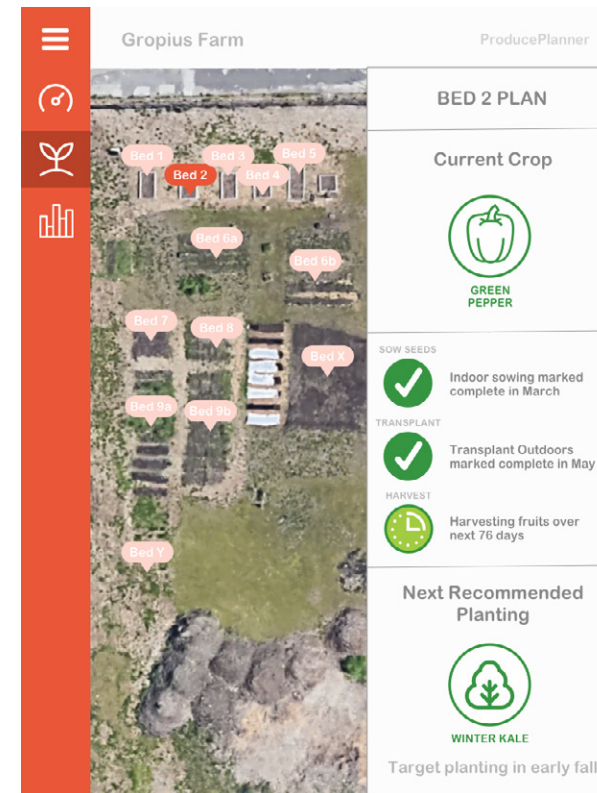 Gropius Farm
ProducePlanner
Bed 1
Bed 2
Bed 3
Bed 4
Bed 5
Bed 6a
Bed 6b
Bed 7
Bed 8
Bed X
Bed 9a
Bed 9b
Bed Y
BED 2 PLAN
Current Crop
GREEN
PEPPER
SOW SEEDS
Indoor sowing marked
complete in March
TRANSPLANT
Transplant Outdoors
marked complete in May
HARVEST
Harvesting fruits over
next 76 days
Next Recommended
Planting
WINTER KALE
Target planting in early fall